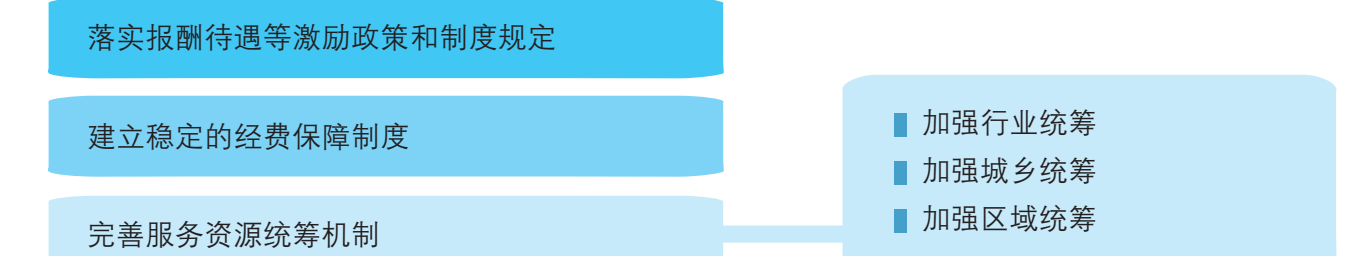 落实报酬待遇等激励政策和制度规定
建立稳定的经费保障制度
完善服务资源统筹机制
加强行业统筹
加强城乡统筹
加强区域统筹